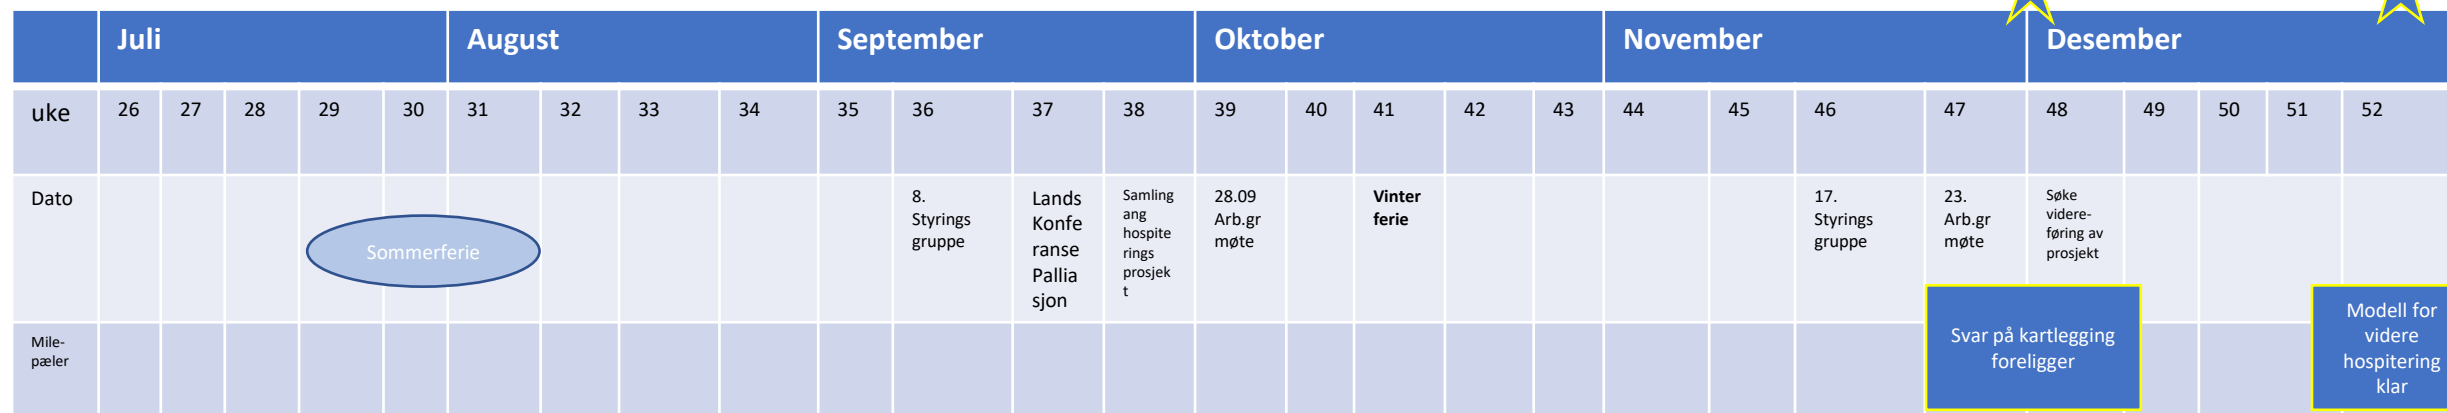 Juli August September Oktober November Desember
uke 26 27 28 29 30 31 32 33 34 35 36 37 38 39 40 41 42 43 44 45 46 47 48 49 50 51 52
Dato
Sommerferie
8.
Styrings
gruppe
Lands
Konfe
ranse
Pallia
sjon
Samling
ang
hospite
rings
prosjek
t
28.09
Arb.gr
møte
Vinter
ferie
17.
Styrings
gruppe
23.
Arb.gr
møte
Søke
videre-
føring av
prosjekt
Mile-
pæler
Svar på kartlegging
foreligger
Modell for
videre
hospitering
klar